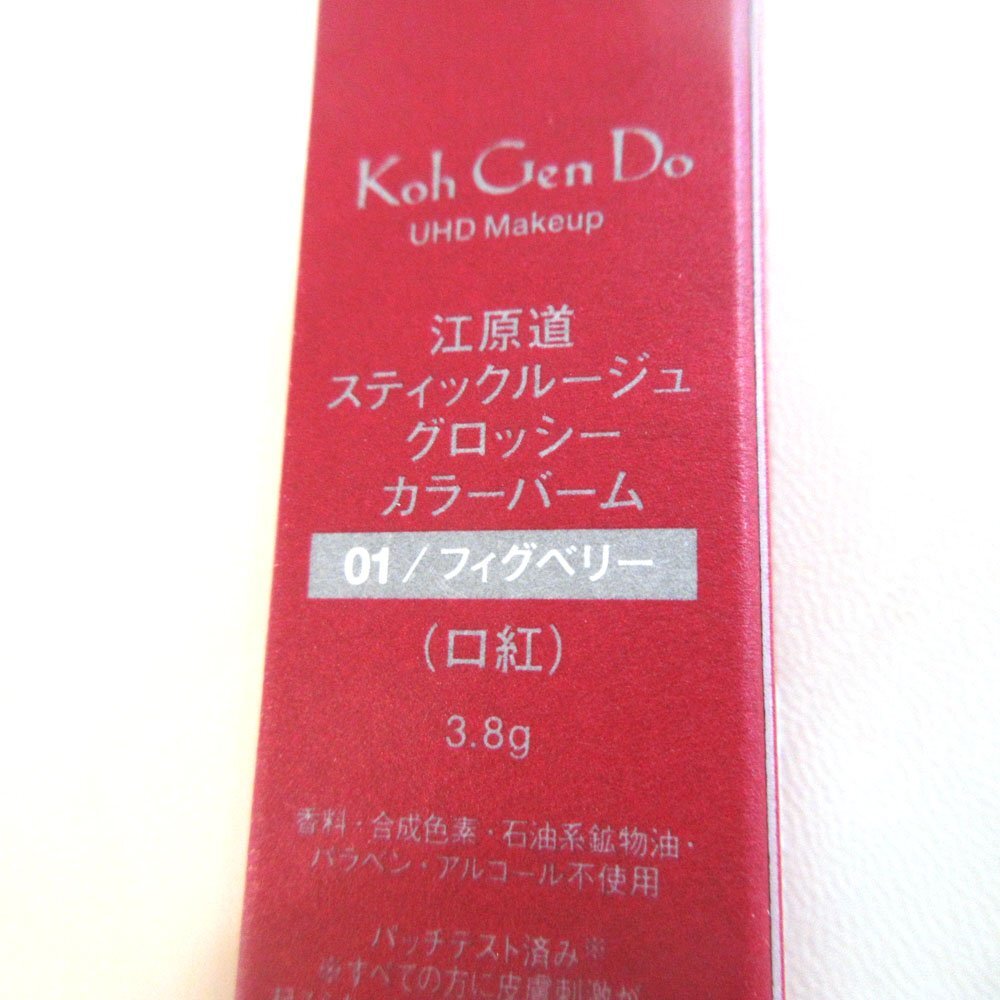 Koh Gen Do
UHD Makeup
江原道
スティックルージュ
グロッシー
カラーバーム
01/フィグベリー
(口紅)
3.8g
香料・合成色素・石油系鉱物油・
パラベン・アルコール不使用
パッチテスト済み※
※すべての方に皮膚刺激が